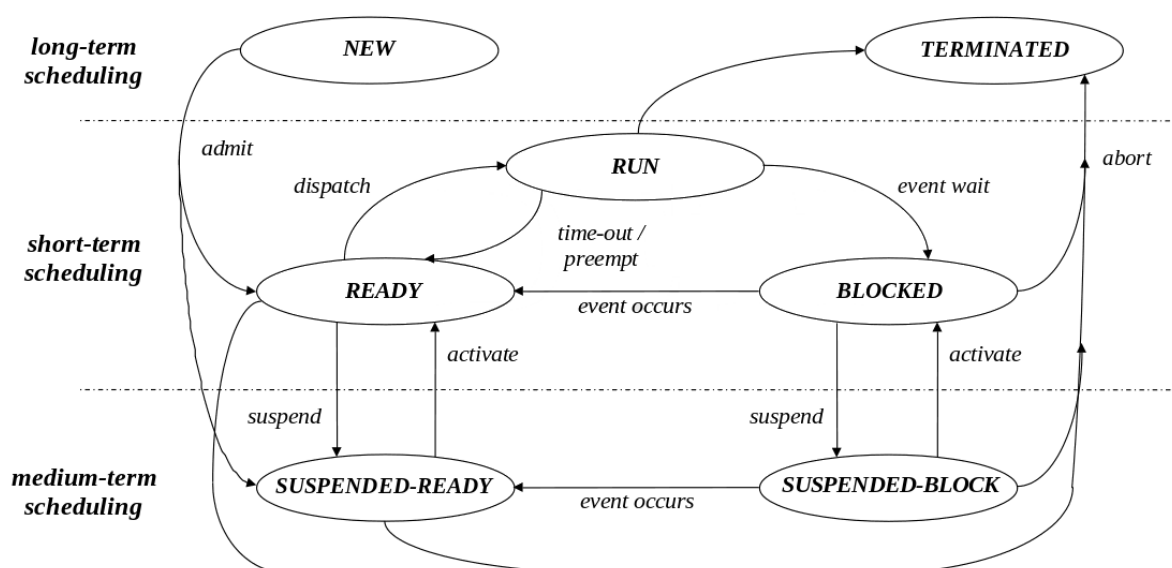 long-term
scheduling
NEW
TERMINATED
admit
dispatch
RUN
event wait
abort
short-term
scheduling
time-out /
preempt
READY
event occurs
BLOCKED
activate
activate
suspend
suspend
medium-term
scheduling
SUSPENDED-READY
event occurs
SUSPENDED-BLOCK